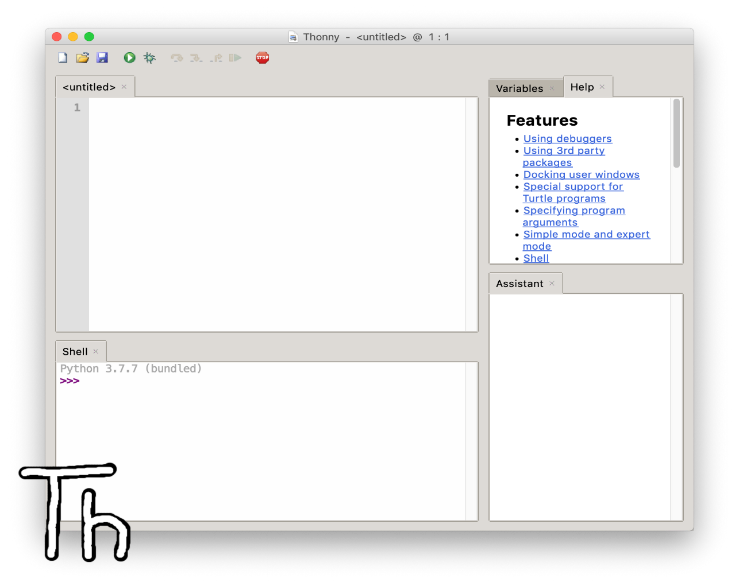 Thonny - <untitled> @ 1 : 1
STOP
<untitled> ×
1
Variables ×
Help ×
Features
• Using debuggers
• Using 3rd party
packages
• Docking user windows
• Special support for
Turtle programs
• Specifying program
arguments
• Simple mode and expert
mode
• Shell
Assistant ×
Shell ×
Python 3.7.7 (bundled)
>>>
Th